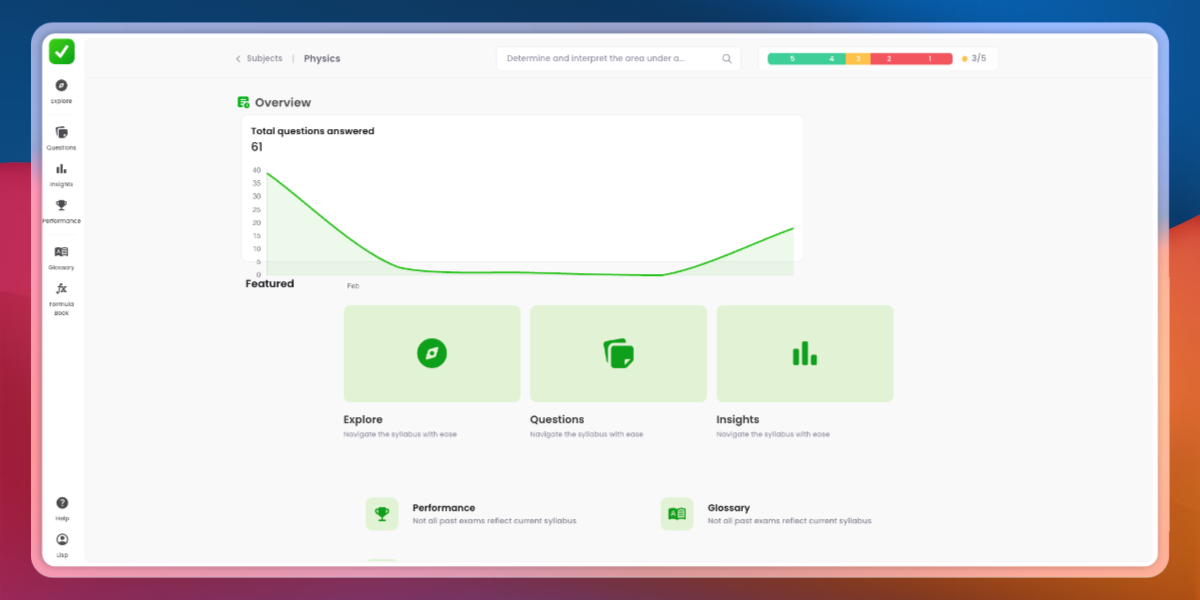 Subjects | Physics
Determine and interpret the area under a...
5 4 3 2 1
3/5
Explore
Questions
Insights
Performance
Glossary
Formula
Book
Help
Overview
Total questions answered
61
40
35
30
25
20
15
10
5
0
Feb
Featured
Explore
Navigate the syllabus with ease
Questions
Navigate the syllabus with ease
Insights
Navigate the syllabus with ease
Performance
Not all past exams reflect current syllabus
Glossary
Not all past exams reflect current syllabus